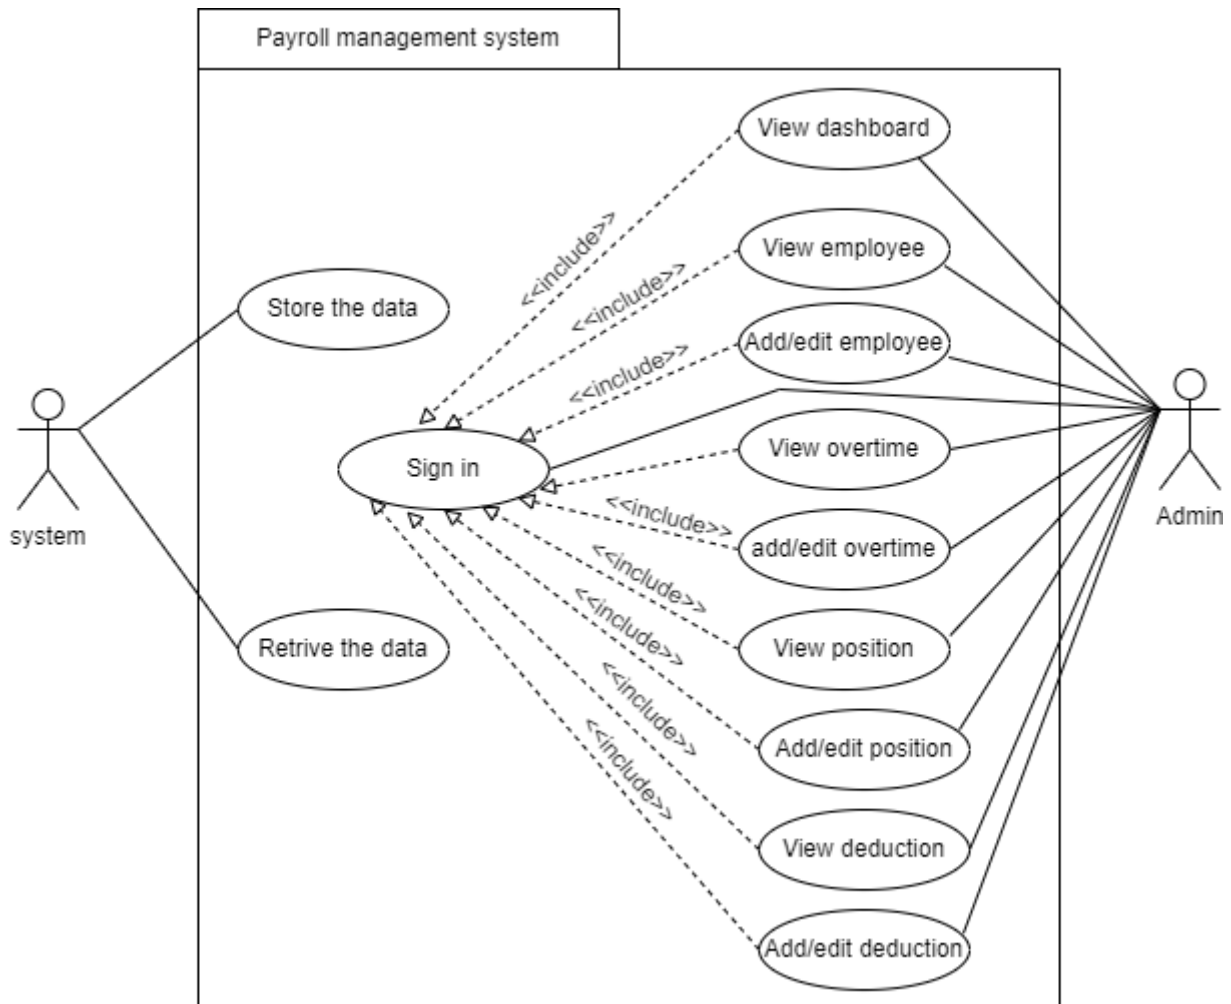 Payroll management system
View dashboard
<<include>>
View employee
<<include>>
Store the data
Add/edit employee
<<include>>
View overtime
Sign in
<<include>>
add/edit overtime
Admin
system
<<include>>
View position
<<include>>
Retrive the data
<<include>>
Add/edit position
<<include>>
View deduction
Add/edit deduction